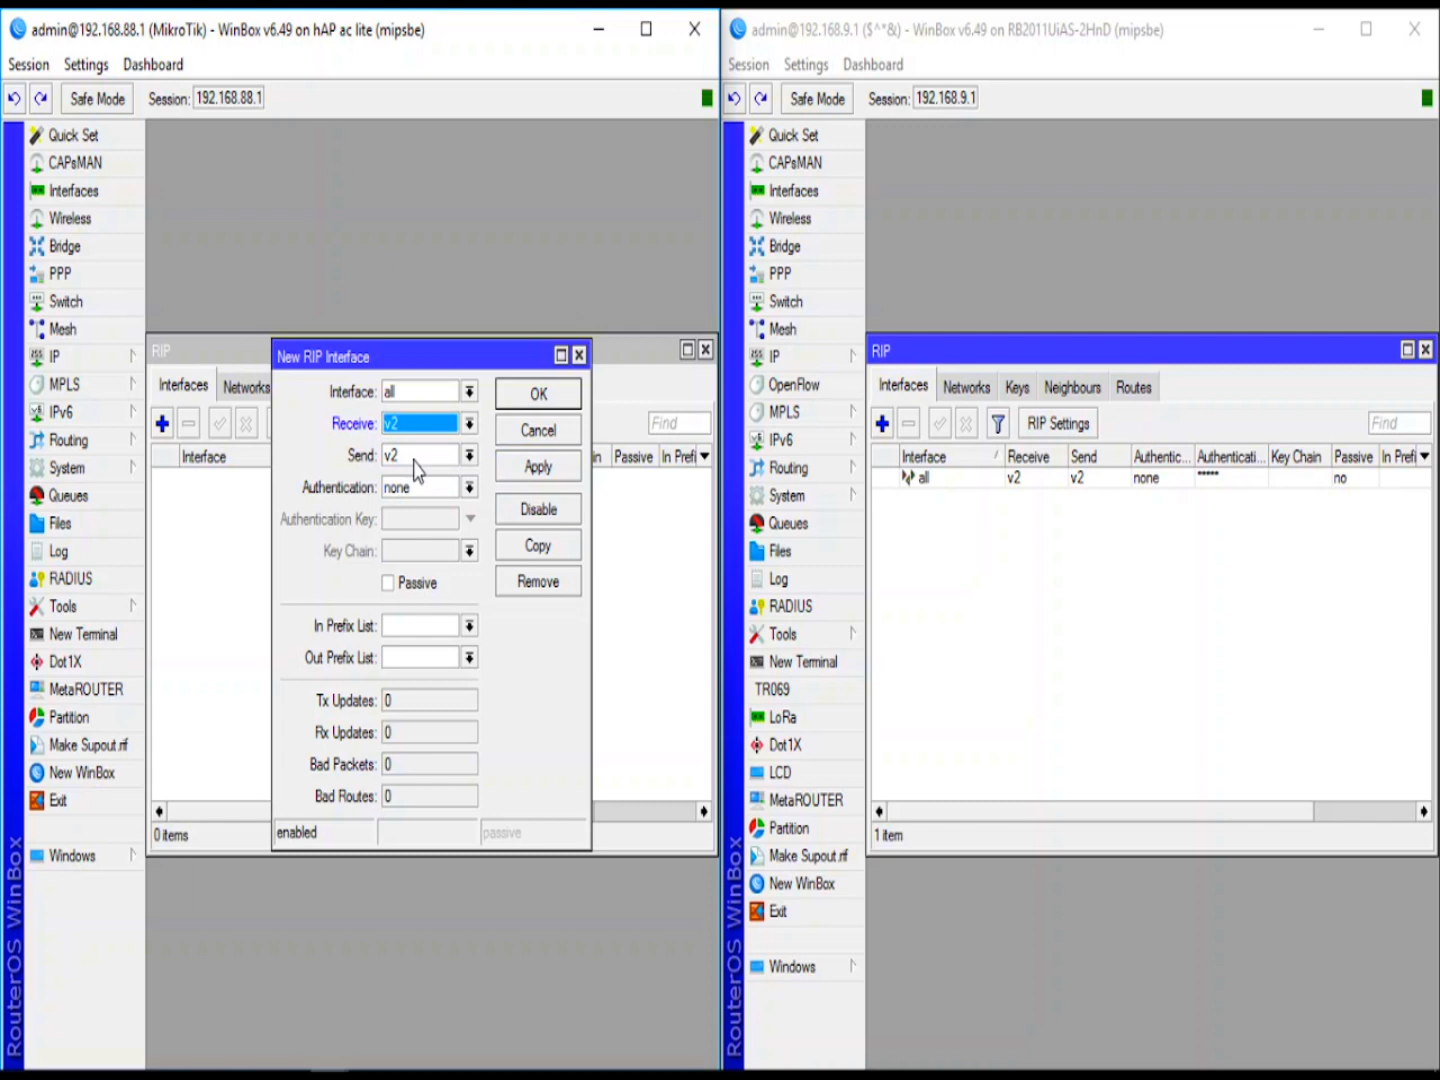 admin@192.168.88.1 (MikroTik) - WinBox v6.49 on hAP ac lite (mipsbe)
Session Settings Dashboard
Safe Mode Session: 192.168.88.1
Quick Set
CAPsMAN
Interfaces
Wireless
Bridge
PPP
Switch
Mesh
IP
MPLS
IPv6
Routing
System
Queues
Files
Log
RADIUS
Tools
New Terminal
Dot1X
MetaROUTER
Partition
Make Supout.rif
New WinBox
Exit
Windows
RouterOS WinBox
RIP
Interfaces Networks
Find
Interface Passive In Prefi
0 items
New RIP Interface
Interface: all
Receive: v2
Send: v2
Authentication: none
Authentication Key:
Key Chain:
Passive
In Prefix List:
Out Prefix List:
Tx Updates: 0
Rx Updates: 0
Bad Packets: 0
Bad Routes: 0
enabled passive
OK
Cancel
Apply
Disable
Copy
Remove
admin@192.168.9.1 ($^*&) - WinBox v6.49 on RB2011UiAS-2HnD (mipsbe)
Session Settings Dashboard
Safe Mode Session: 192.168.9.1
Quick Set
CAPsMAN
Interfaces
Wireless
Bridge
PPP
Switch
Mesh
IP
OpenFlow
MPLS
IPv6
Routing
System
Queues
Files
Log
RADIUS
Tools
New Terminal
TR069
LoRa
Dot1X
LCD
MetaROUTER
Partition
Make Supout.rif
New WinBox
Exit
Windows
RouterOS WinBox
RIP
Interfaces Networks Keys Neighbours Routes
RIP Settings Find
Interface Receive Send Authentic... Authenticati... Key Chain Passive In Prefi
all v2 v2 none ***** no
1 item